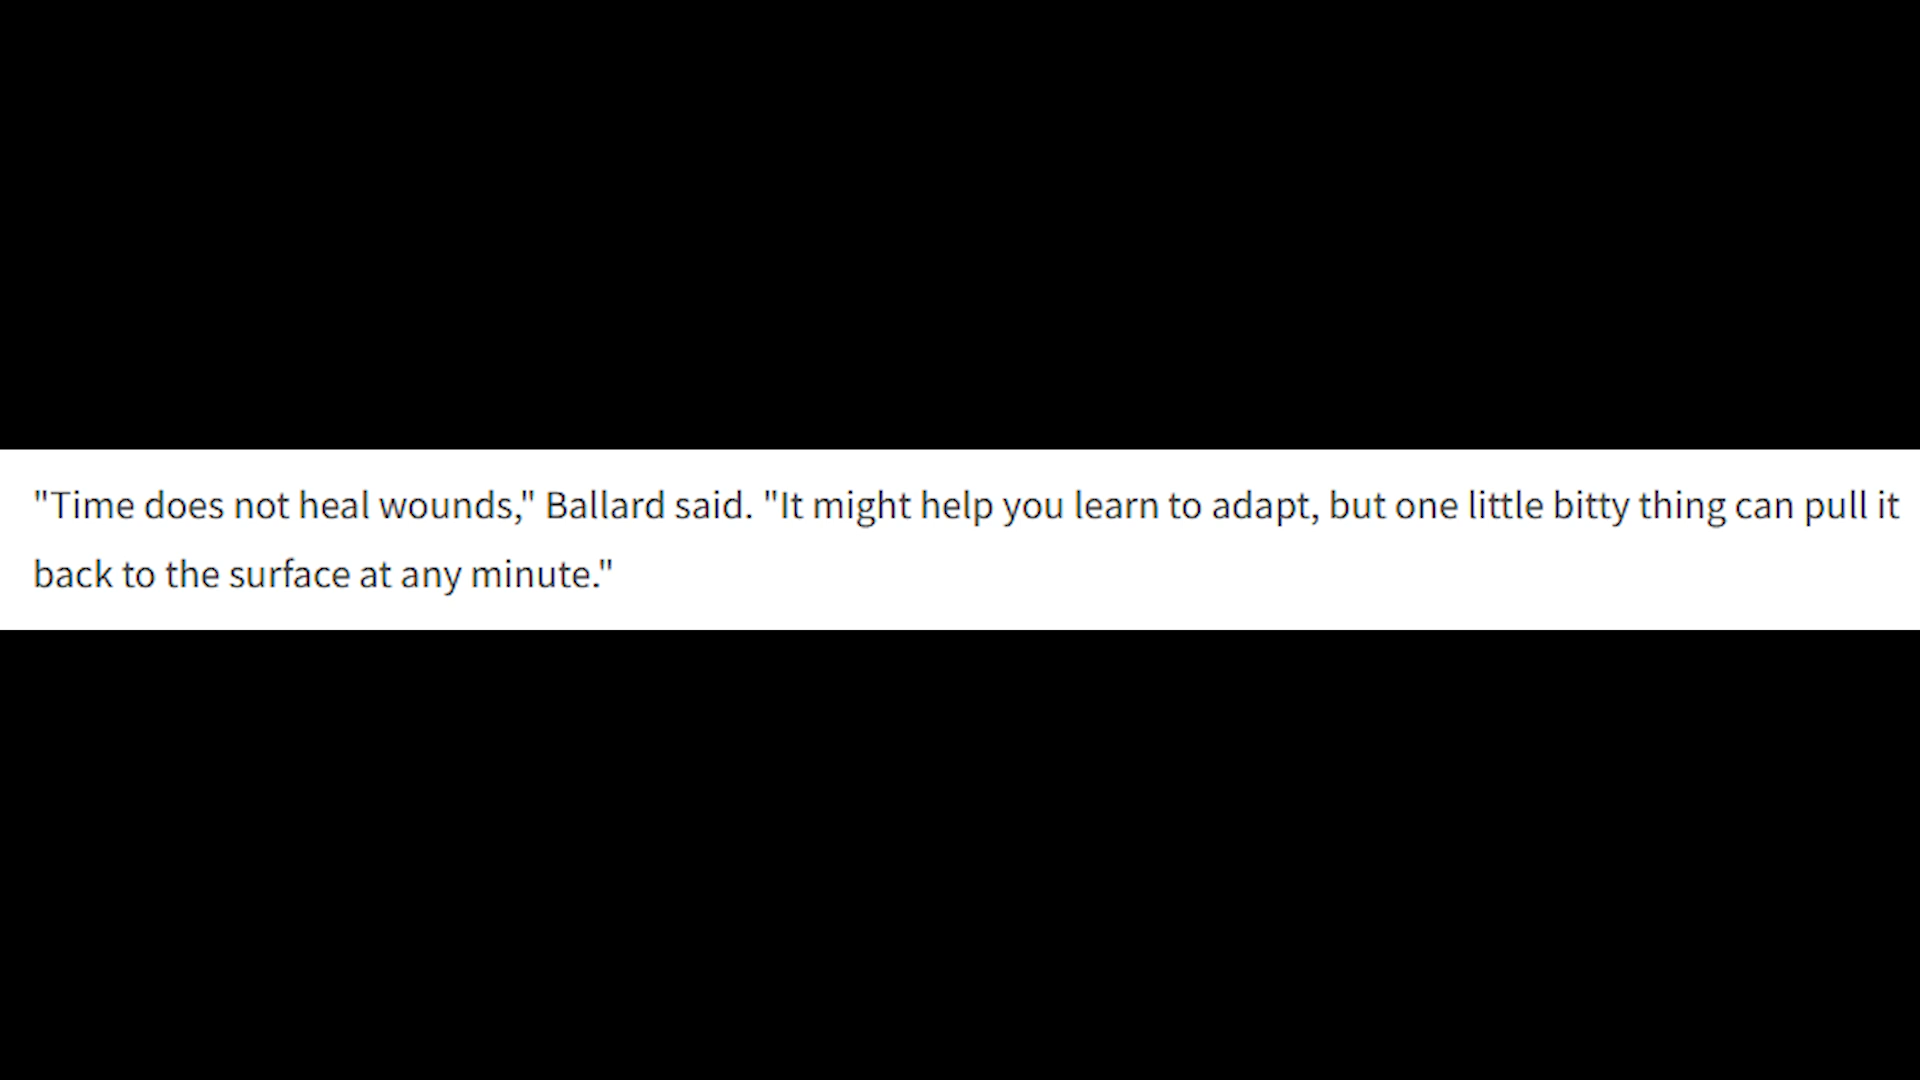 "Time does not heal wounds," Ballard said. "It might help you learn to adapt, but one little bitty thing can pull it
back to the surface at any minute."